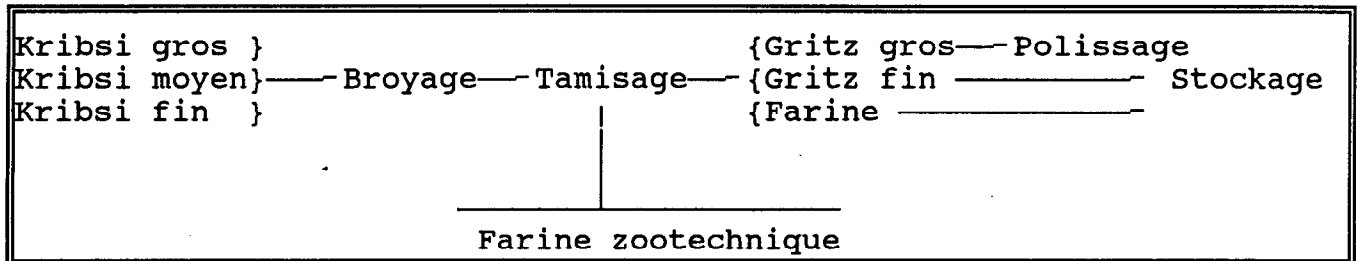 Kribsi gros } {Gritz gros——Polissage
Kribsi moyen}——Broyage——Tamisage——{Gritz fin —————— Stockage
Kribsi fin } {Farine ——————
Farine zootechnique